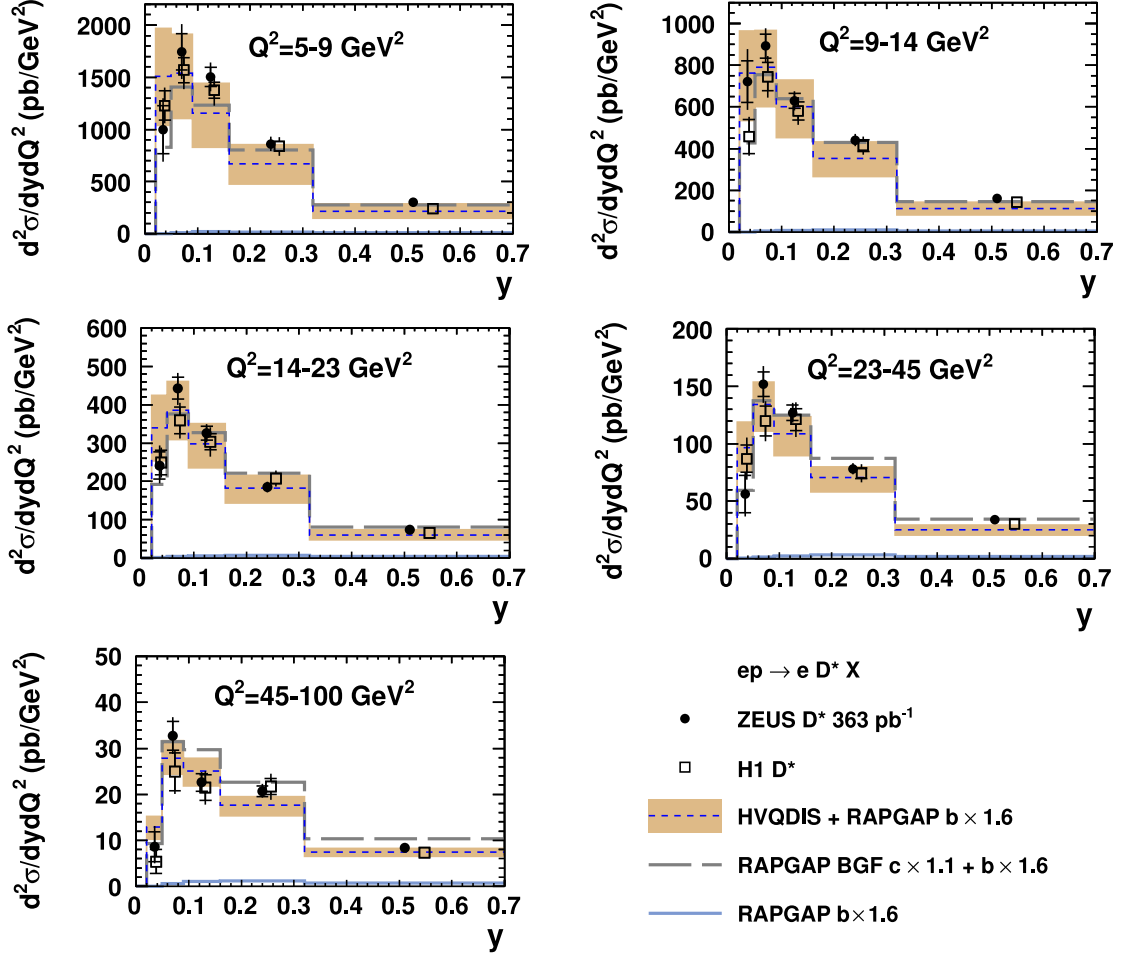 d²σ/dydQ² (pb/GeV²)
Q²=5-9 GeV²
2000
1500
1000
500
0
0 0.1 0.2 0.3 0.4 0.5 0.6 0.7
y
d²σ/dydQ² (pb/GeV²)
Q²=9-14 GeV²
1000
800
600
400
200
0
0 0.1 0.2 0.3 0.4 0.5 0.6 0.7
y
d²σ/dydQ² (pb/GeV²)
Q²=14-23 GeV²
600
500
400
300
200
100
0
0 0.1 0.2 0.3 0.4 0.5 0.6 0.7
y
d²σ/dydQ² (pb/GeV²)
Q²=23-45 GeV²
200
150
100
50
0
0 0.1 0.2 0.3 0.4 0.5 0.6 0.7
y
d²σ/dydQ² (pb/GeV²)
Q²=45-100 GeV²
50
40
30
20
10
0
0 0.1 0.2 0.3 0.4 0.5 0.6 0.7
y
ep → e D* X
ZEUS D* 363 pb⁻¹
H1 D*
HVQDIS + RAPGAP b × 1.6
RAPGAP BGF c × 1.1 + b × 1.6
RAPGAP b × 1.6